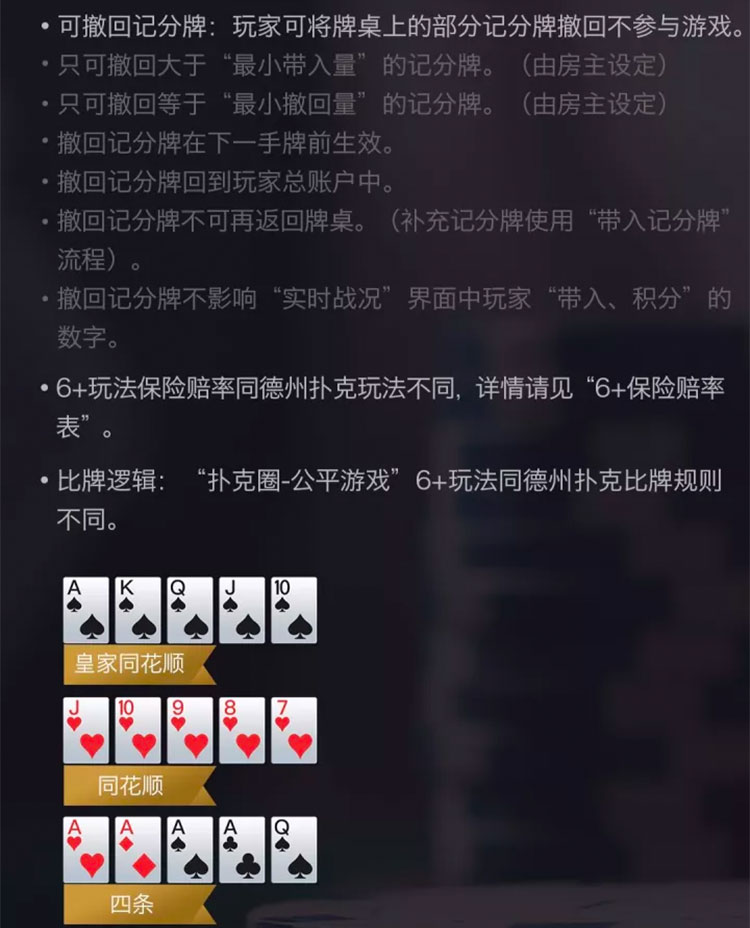 • 可撤回记分牌：玩家可将牌桌上的部分记分牌撤回不参与游戏。
• 只可撤回大于“最小带入量”的记分牌。（由房主设定）
• 只可撤回等于“最小撤回量”的记分牌。（由房主设定）
• 撤回记分牌在下一手牌前生效。
• 撤回记分牌回到玩家总账户中。
• 撤回记分牌不可再返回牌桌。（补充记分牌使用“带入记分牌”
流程）。
• 撤回记分牌不影响“实时战况”界面中玩家“带入、积分”的
数字。
• 6+玩法保险赔率同德州扑克玩法不同，详情请见“6+保险赔率
表”。
• 比牌逻辑：“扑克圈-公平游戏”6+玩法同德州扑克比牌规则
不同。
A K Q J 10
皇家同花顺
J 10 9 8 7
同花顺
A A A A Q
四条